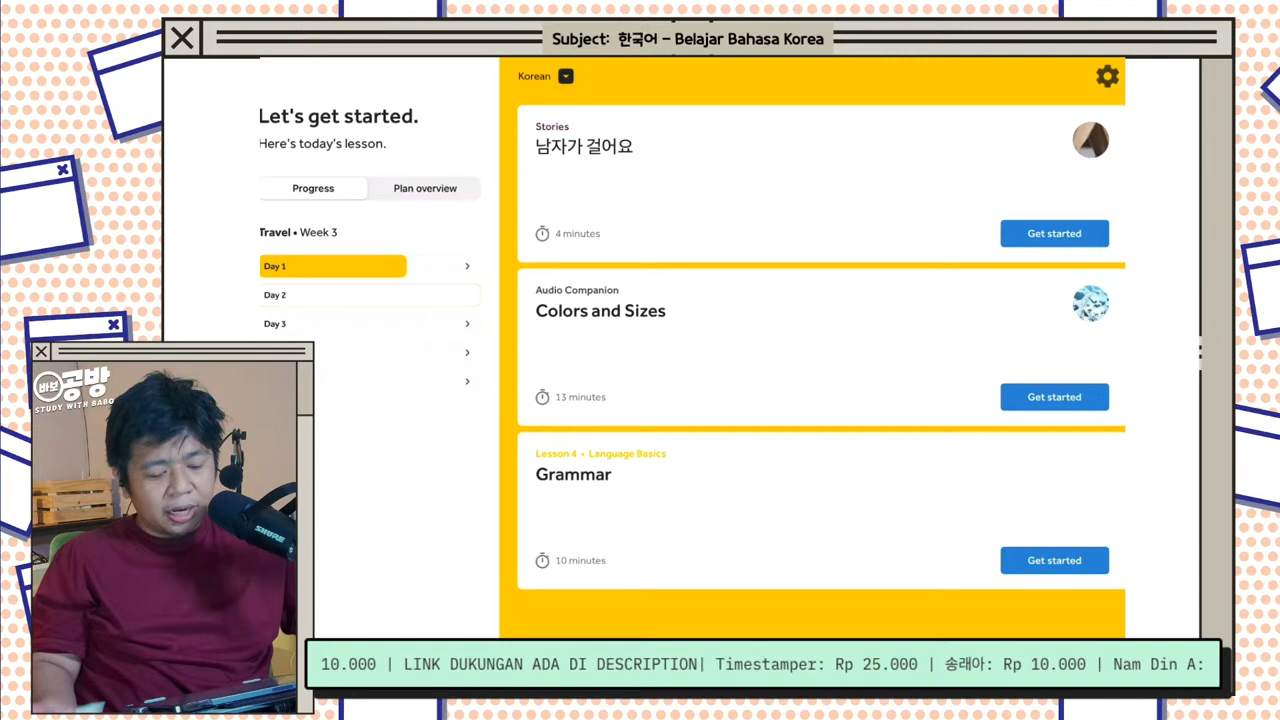 Subject: 한국어 - Belajar Bahasa Korea
Let's get started.
Here's today's lesson.
Progress
Plan overview
Travel • Week 3
Day 1
Day 2
Day 3
Korean
Stories
남자가 걸어요
4 minutes
Get started
Audio Companion
Colors and Sizes
13 minutes
Get started
Lesson 4 • Language Basics
Grammar
10 minutes
Get started
바보 공방
STUDY WITH BABO
SHURE
10.000 | LINK DUKUNGAN ADA DI DESCRIPTION| Timestamper: Rp 25.000 | 송래아: Rp 10.000 | Nam Din A: